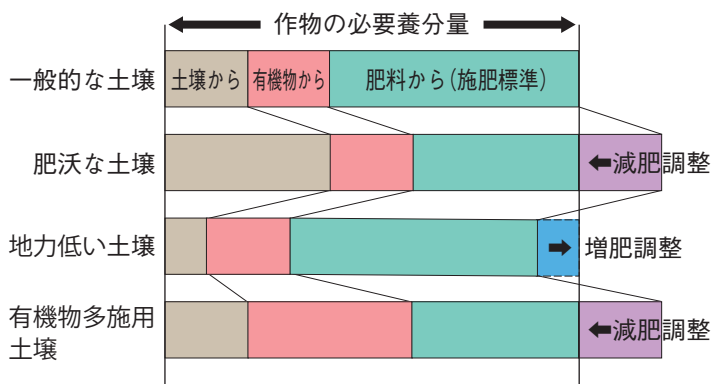 作物の必要養分量
一般的な土壌
土壌から
有機物から
肥料から(施肥標準)
肥沃な土壌
減肥調整
地力低い土壌
増肥調整
有機物多施用
土壌
減肥調整